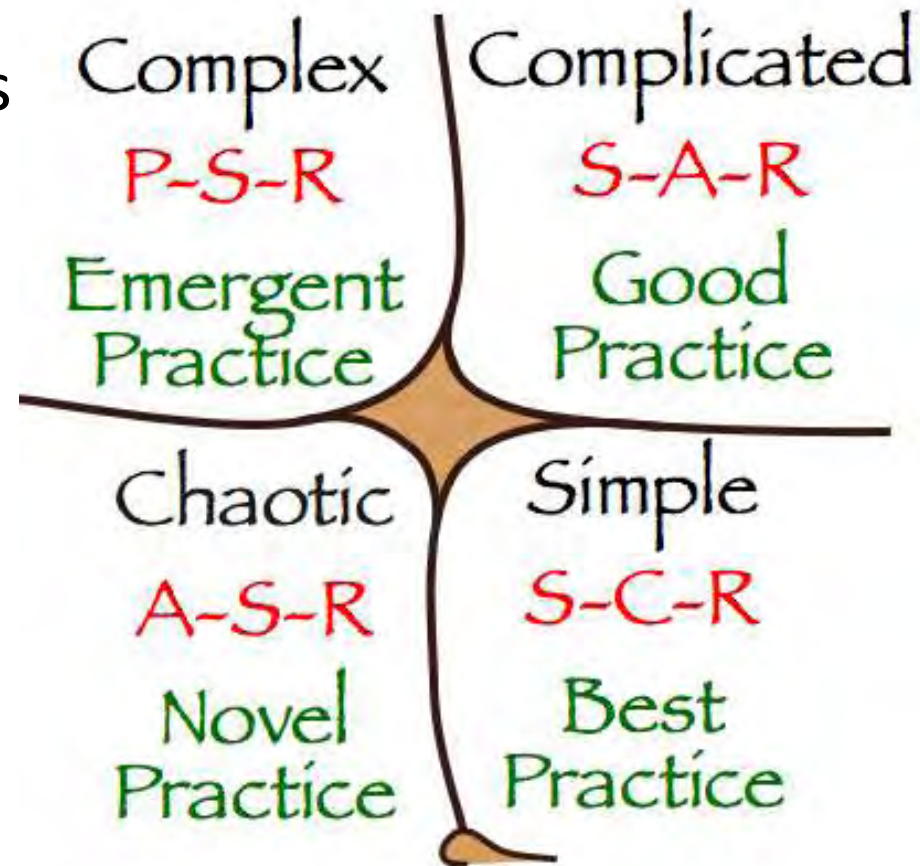 s
Complex
P-S-R
Emergent
Practice
Complicated
S-A-R
Good
Practice
Chaotic
A-S-R
Novel
Practice
Simple
S-C-R
Best
Practice